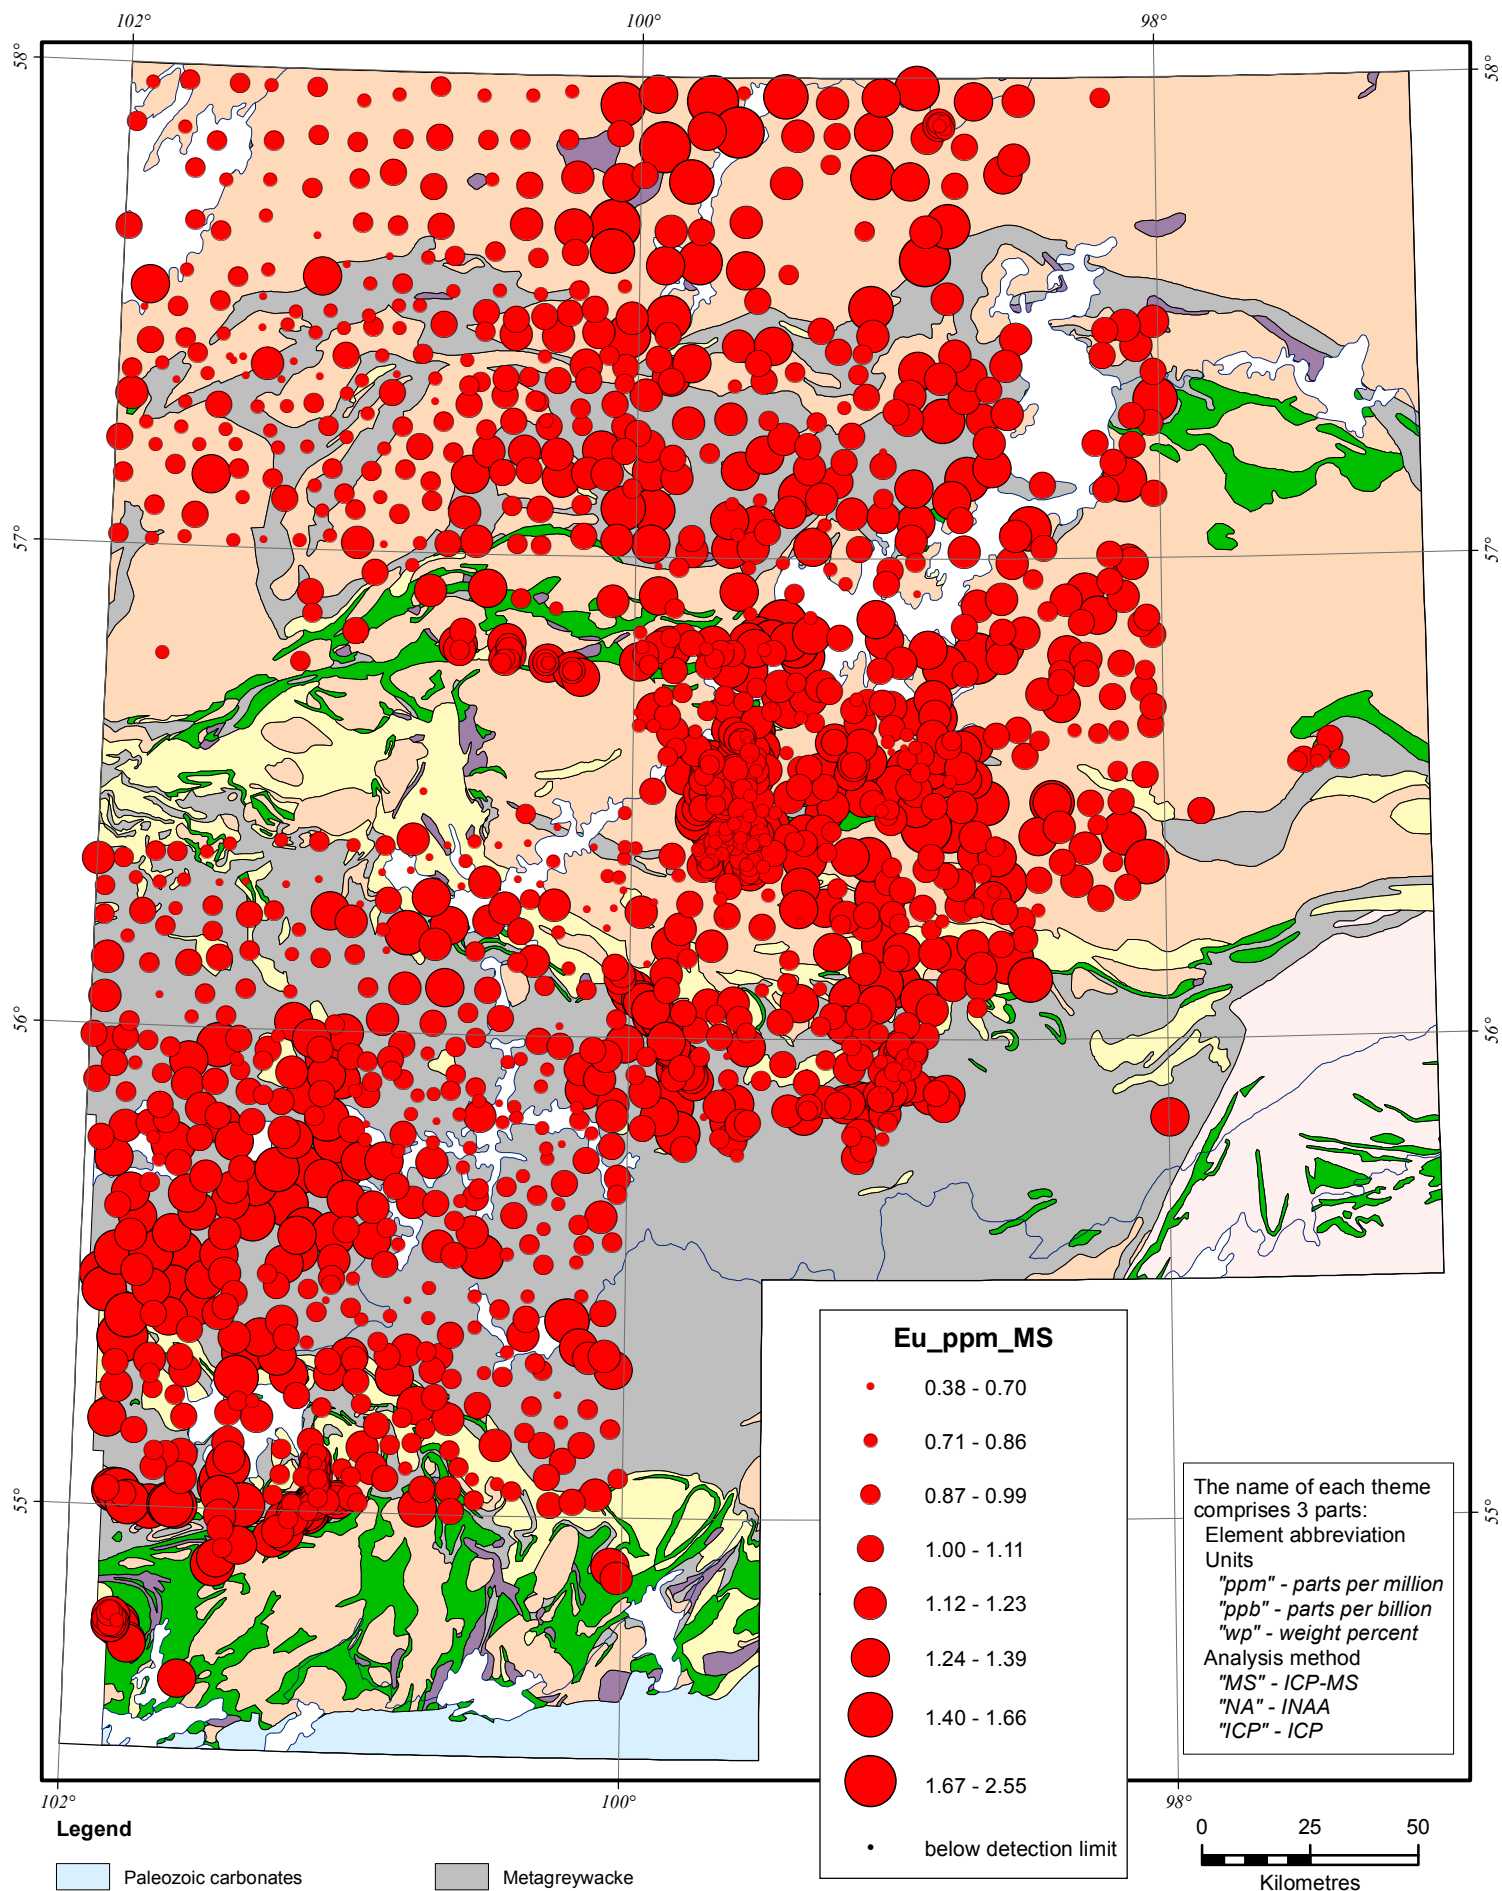 102° 100° 98°
58° 58°
57° 57°
56° 56°
55° 55°
Eu_ppm_MS
0.38 - 0.70
0.71 - 0.86
0.87 - 0.99
1.00 - 1.11
1.12 - 1.23
1.24 - 1.39
1.40 - 1.66
1.67 - 2.55
below detection limit
The name of each theme
comprises 3 parts:
Element abbreviation
Units
"ppm" - parts per million
"ppb" - parts per billion
"wp" - weight percent
Analysis method
"MS" - ICP-MS
"NA" - INAA
"ICP" - ICP
102° 100° 98°
Legend
Paleozoic carbonates
Metagreywacke
0 25 50
Kilometres